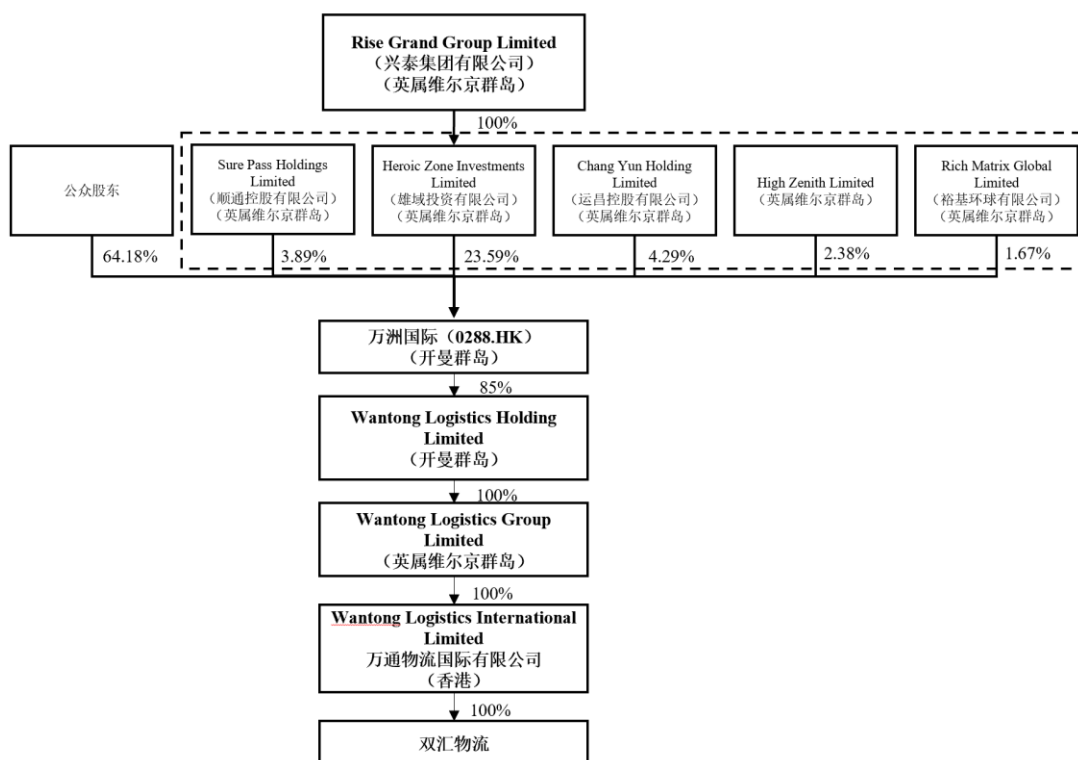 Rise Grand Group Limited
（兴泰集团有限公司）
（英属维尔京群岛）
100%
公众股东
Sure Pass Holdings
Limited
（顺通控股有限公司）
（英属维尔京群岛）
Heroic Zone Investments
Limited
（雄域投资有限公司）
（英属维尔京群岛）
Chang Yun Holding
Limited
（运昌控股有限公司）
（英属维尔京群岛）
High Zenith Limited
（英属维尔京群岛）
Rich Matrix Global
Limited
（裕基环球有限公司）
（英属维尔京群岛）
64.18%
3.89%
23.59%
4.29%
2.38%
1.67%
万洲国际（0288.HK）
（开曼群岛）
85%
Wantong Logistics Holding
Limited
（开曼群岛）
100%
Wantong Logistics Group
Limited
（英属维尔京群岛）
100%
Wantong Logistics International
Limited
万通物流国际有限公司
（香港）
100%
双汇物流